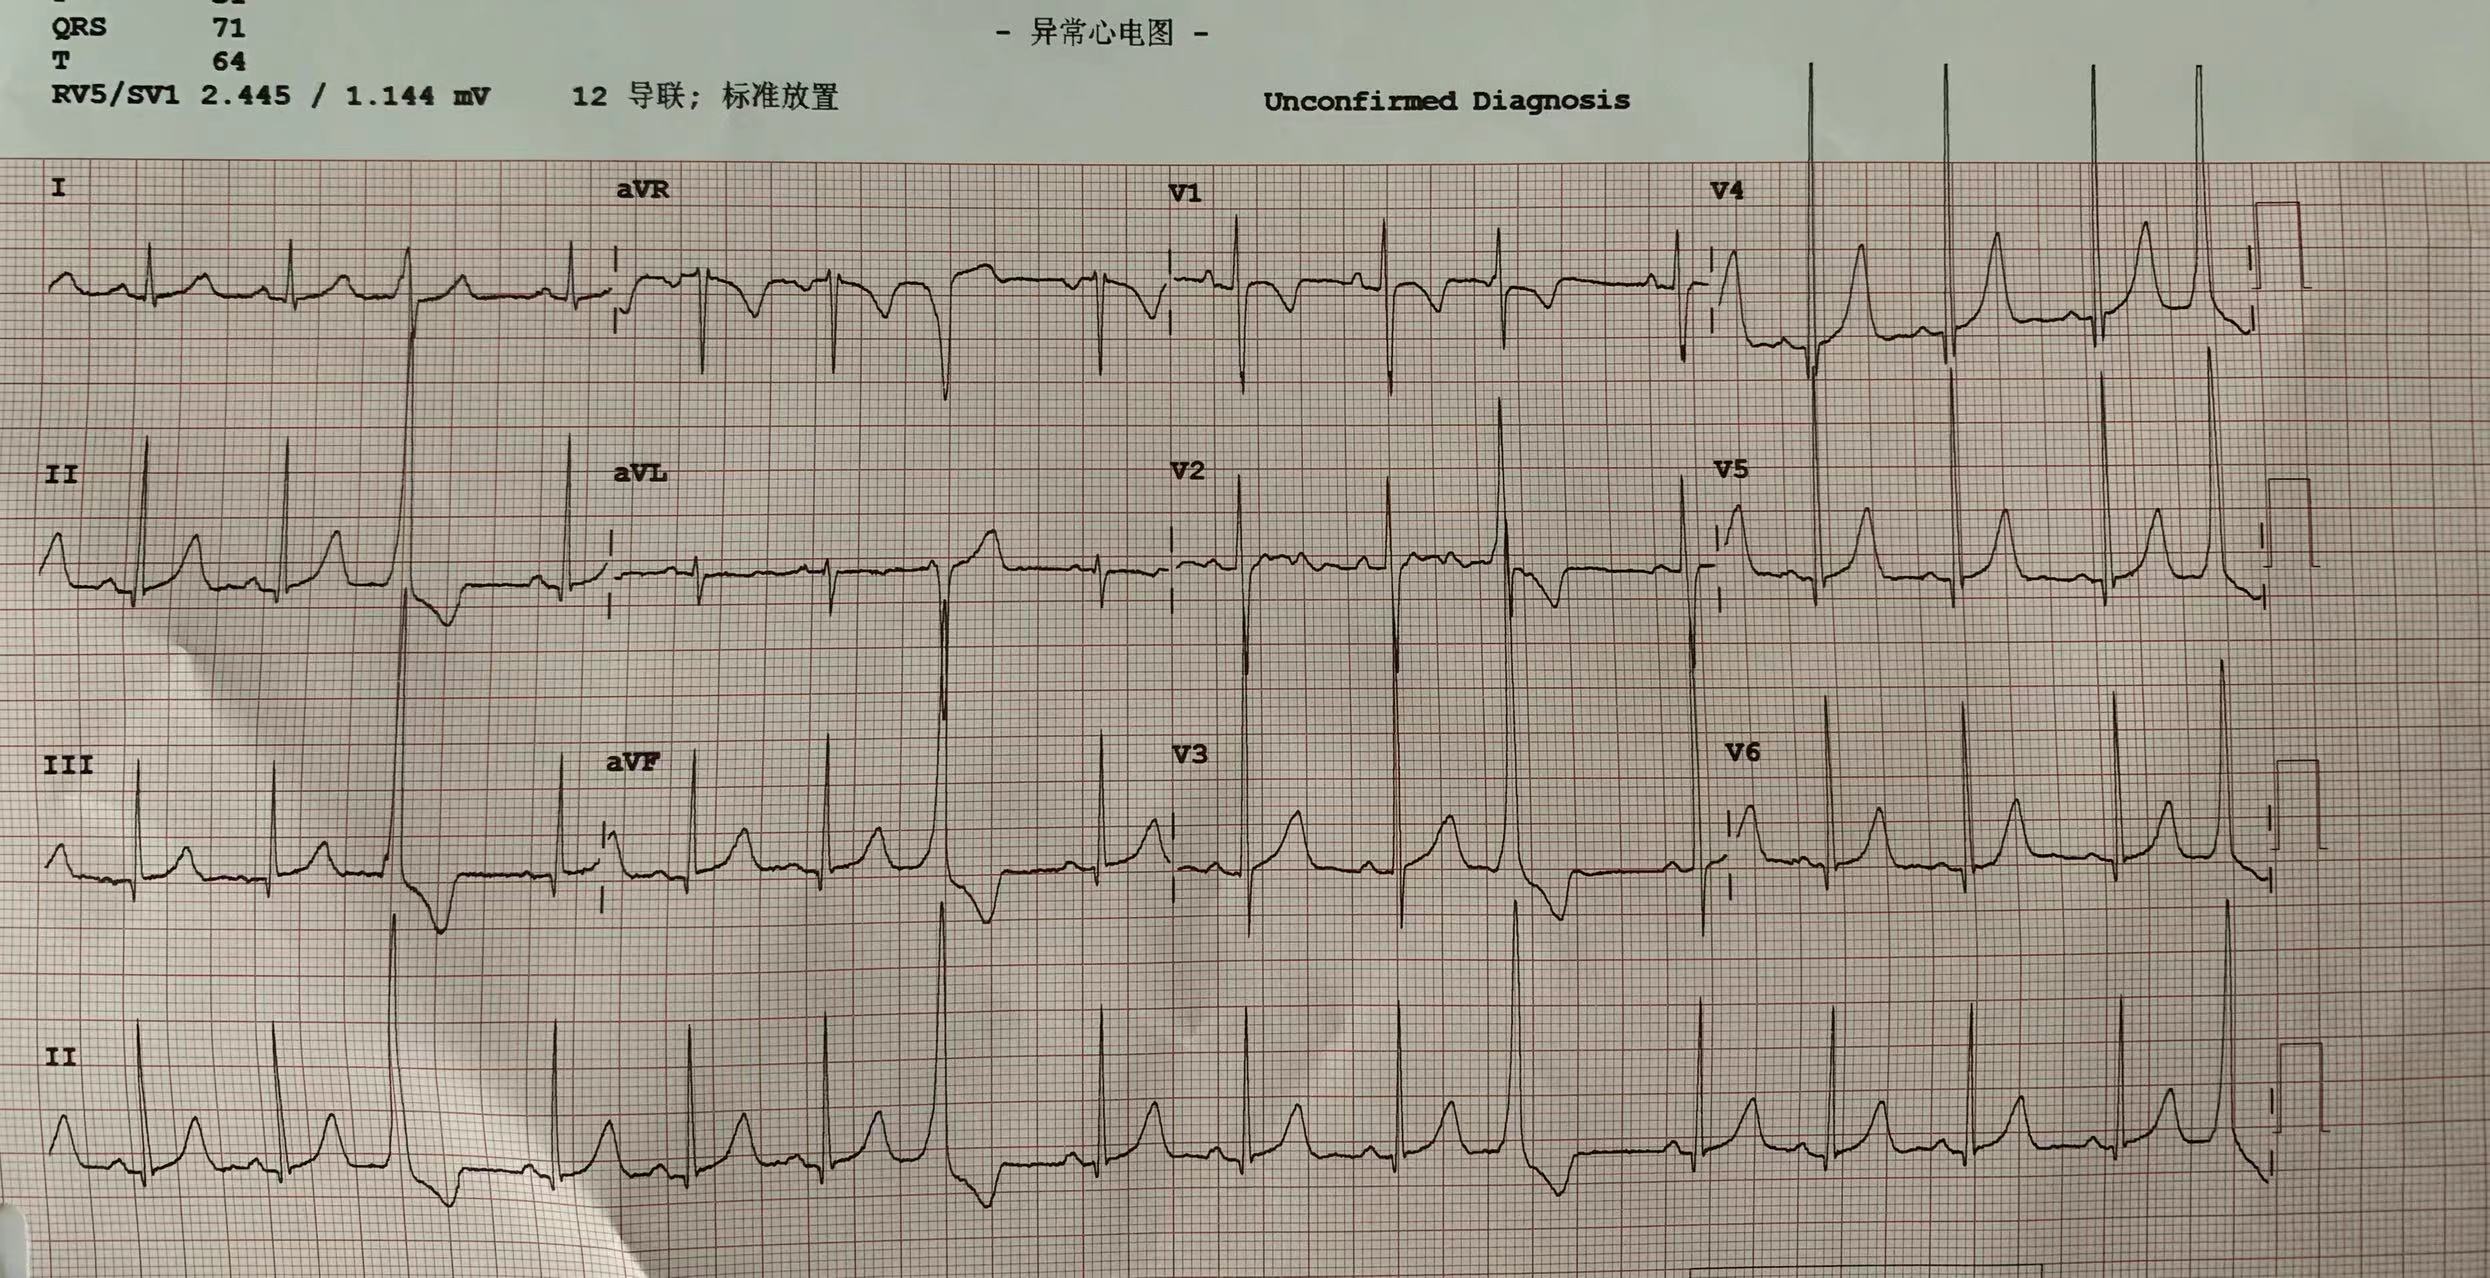 QRS 71
- 异常心电图 -
T 64
RV5/SV1 2.445 / 1.144 mV 12 导联; 标准放置 Unconfirmed Diagnosis
I aVR V1 V4
II aVL V2 V5
III aVF V3 V6
II